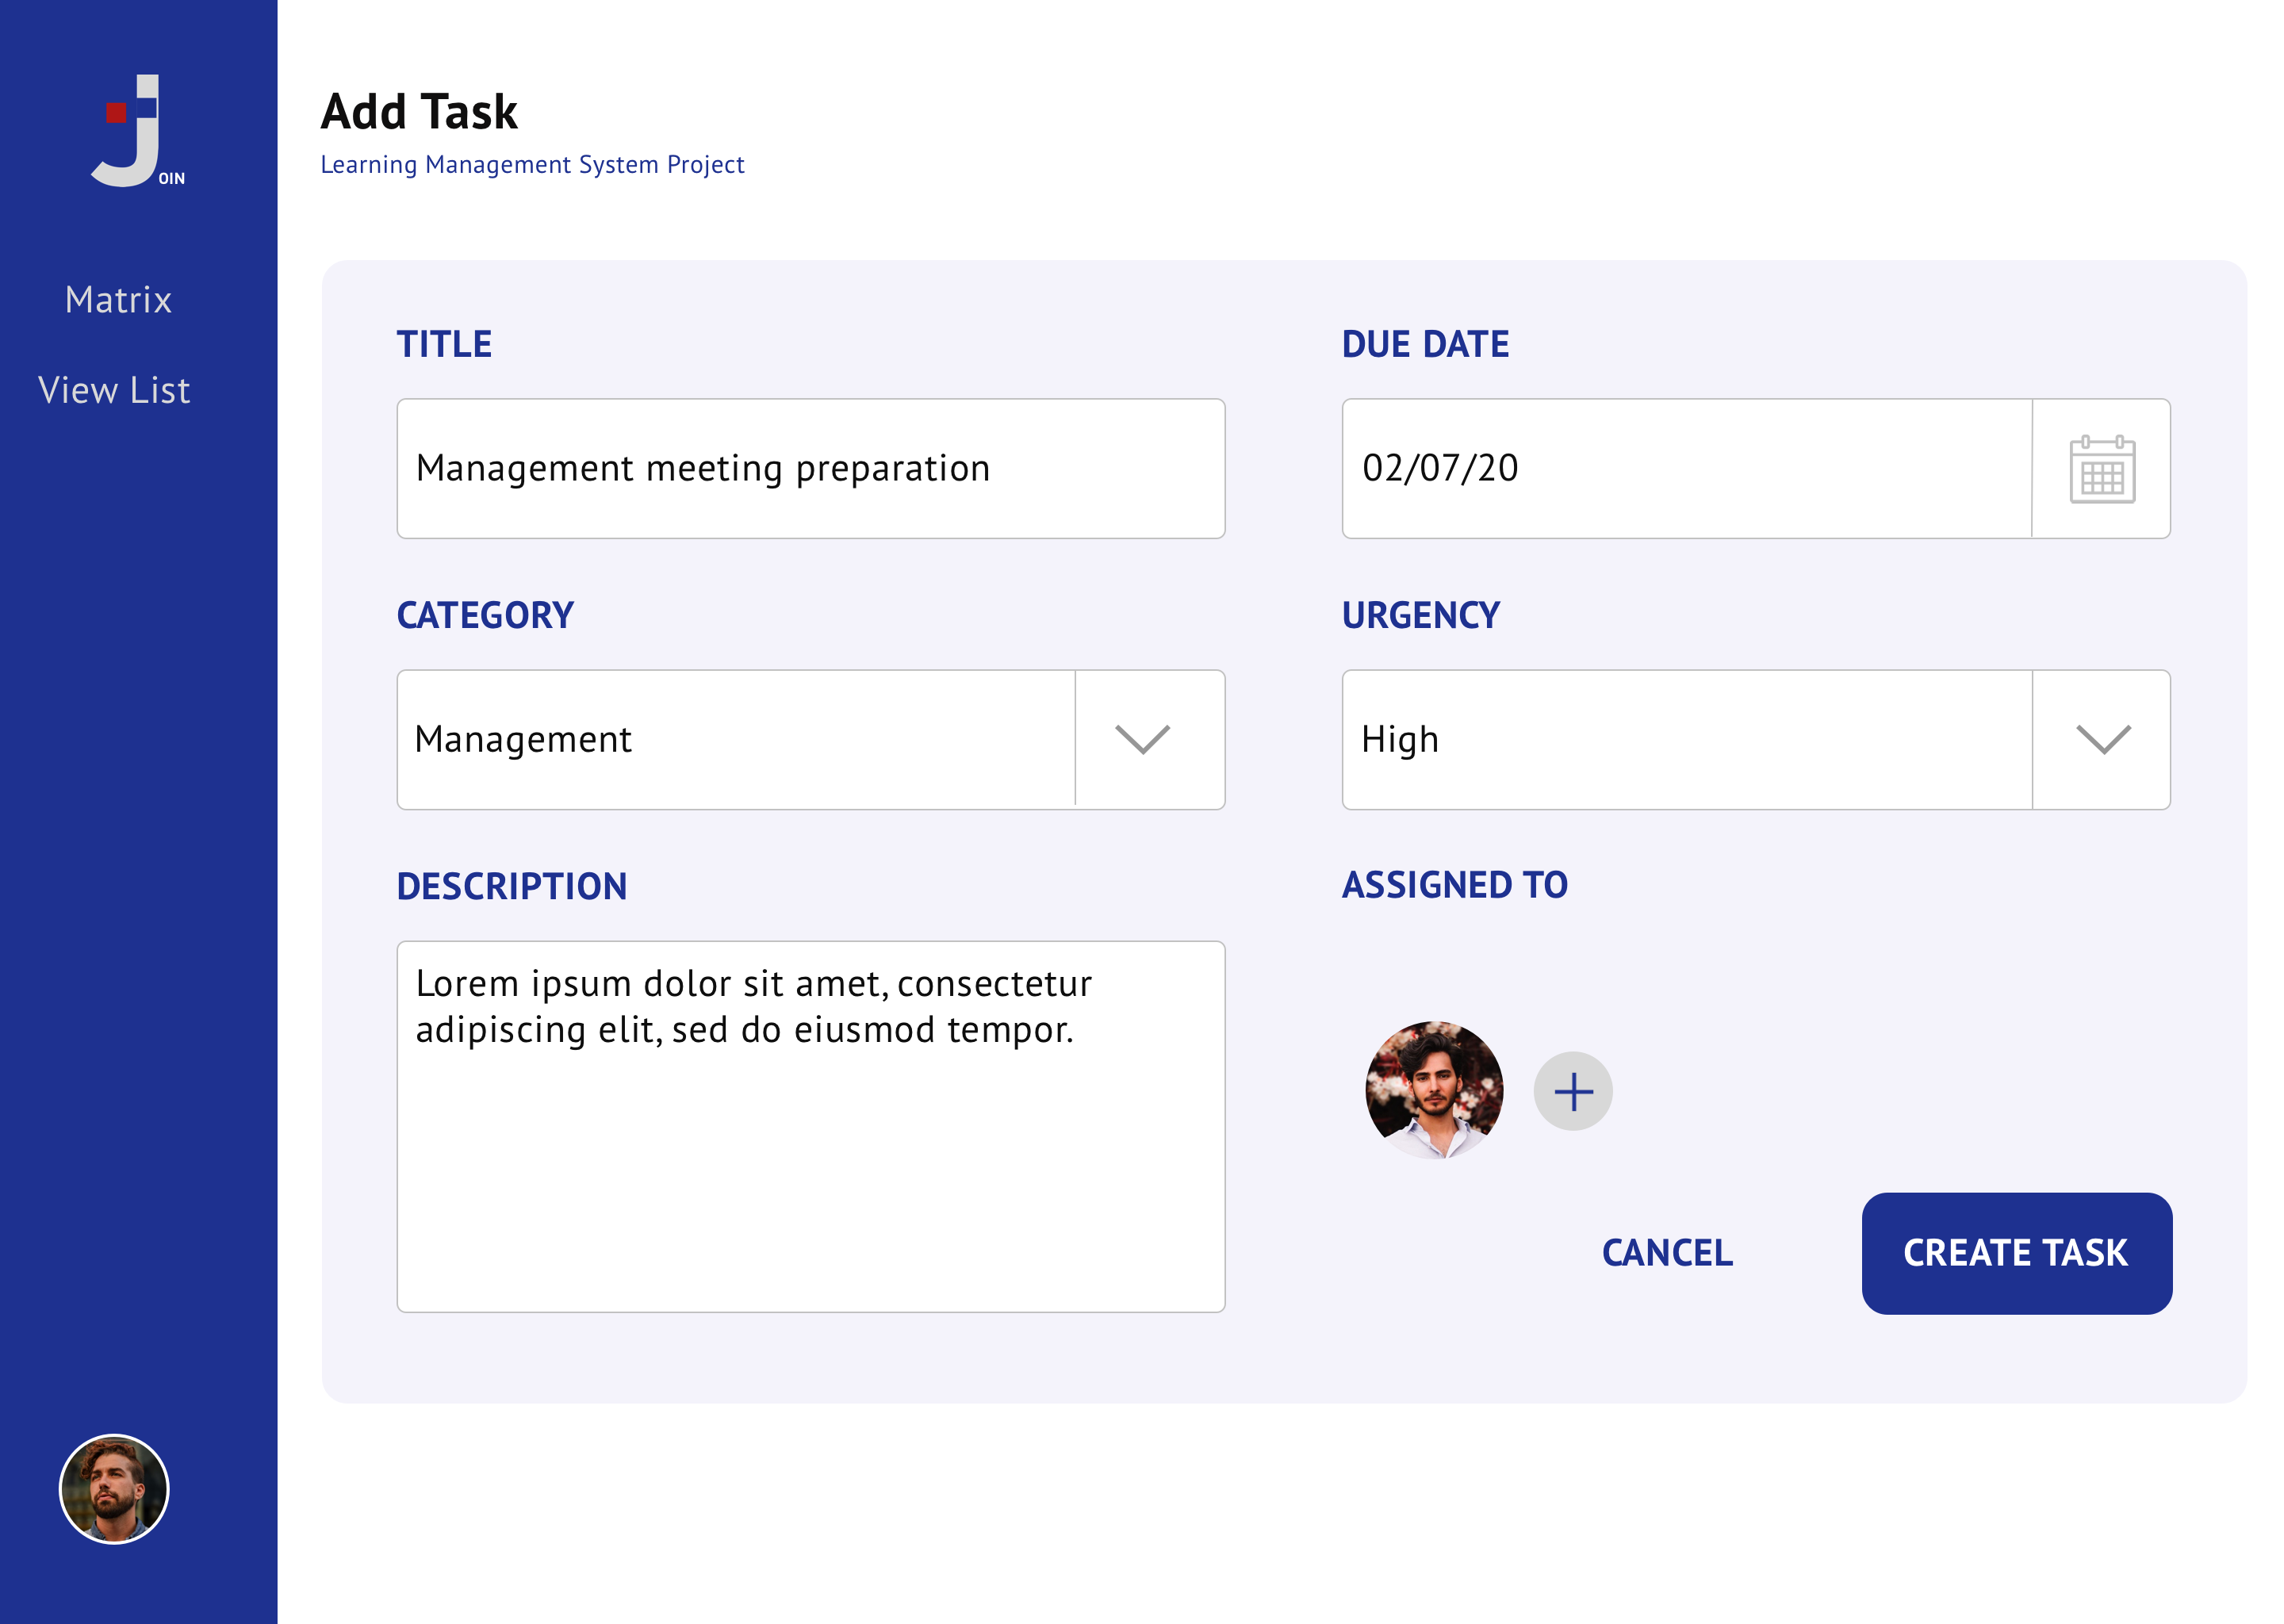 JOIN
Matrix
View List
Add Task
Learning Management System Project
TITLE
Management meeting preparation
DUE DATE
02/07/20
CATEGORY
Management
URGENCY
High
DESCRIPTION
Lorem ipsum dolor sit amet, consectetur
adipiscing elit, sed do eiusmod tempor.
ASSIGNED TO
CANCEL
CREATE TASK